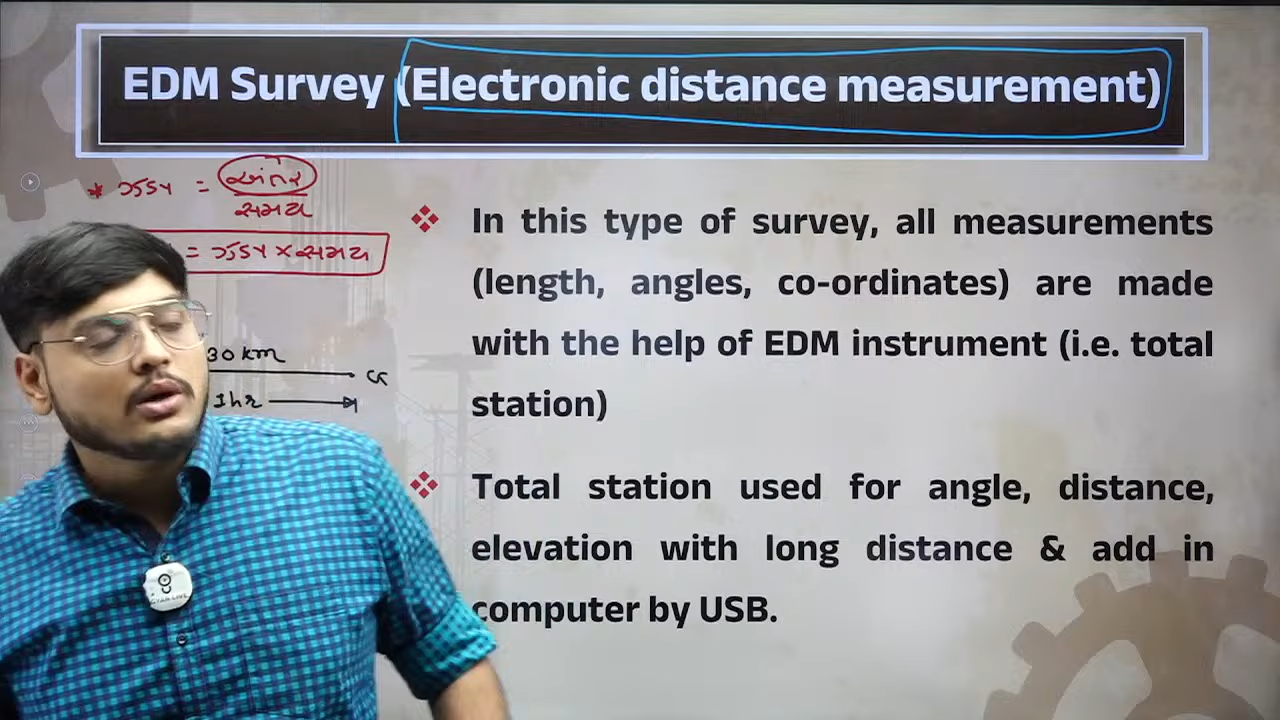 EDM Survey (Electronic distance measurement)
* ઝડપ = અંતર
સમય
= ઝડપ × સમય
30 km
1 hr
In this type of survey, all measurements
(length, angles, co-ordinates) are made
with the help of EDM instrument (i.e. total
station)
Total station used for angle, distance,
elevation with long distance & add in
computer by USB.